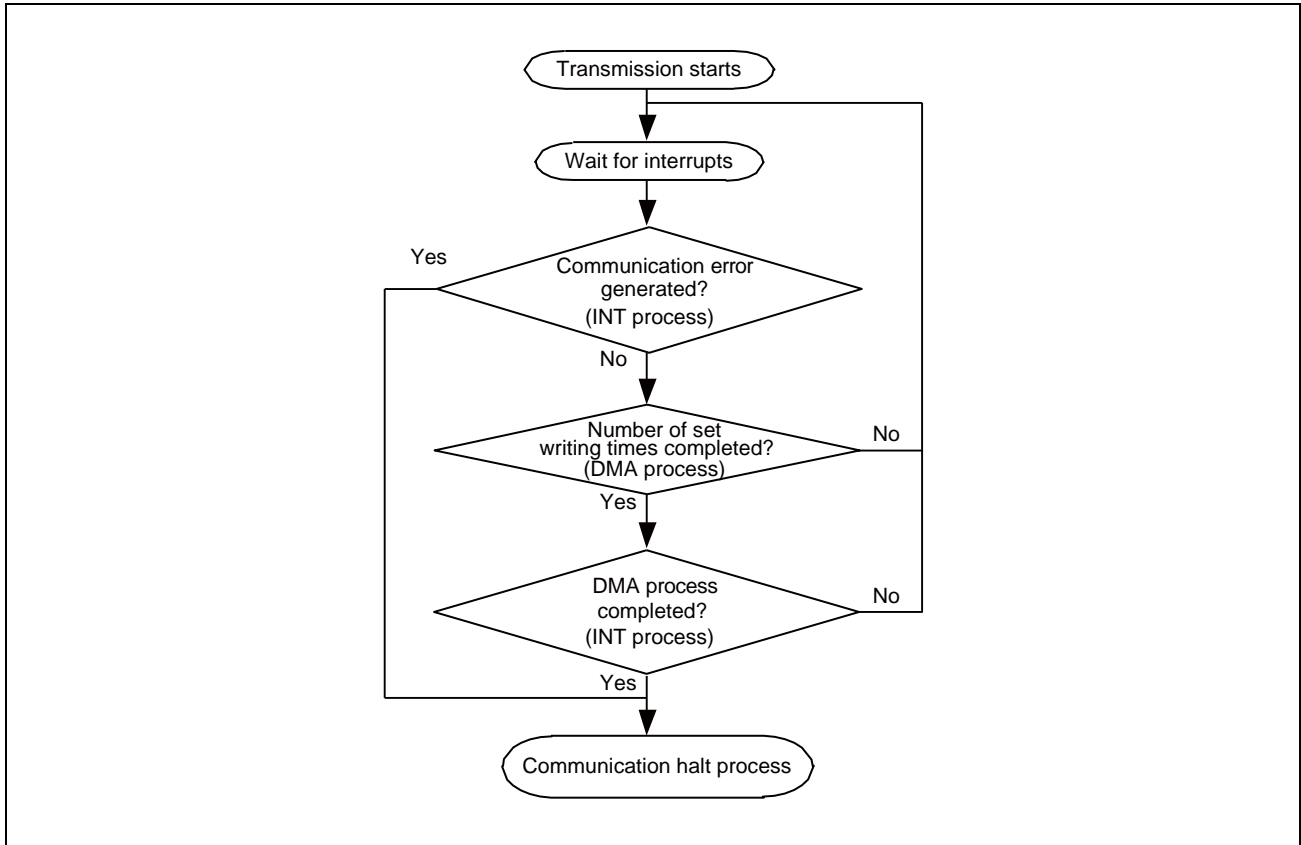 Transmission starts
Wait for interrupts
Yes
Communication error
generated?
(INT process)
No
Number of set
writing times completed?
(DMA process)
No
Yes
DMA process
completed?
(INT process)
No
Yes
Communication halt process